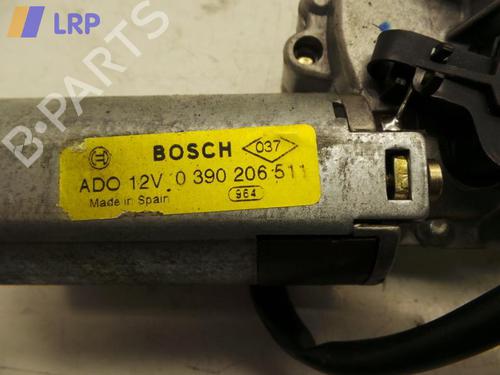 LRP
B-PARTS
BOSCH 037
ADO 12V 0 390 206 511
Made in Spain 964